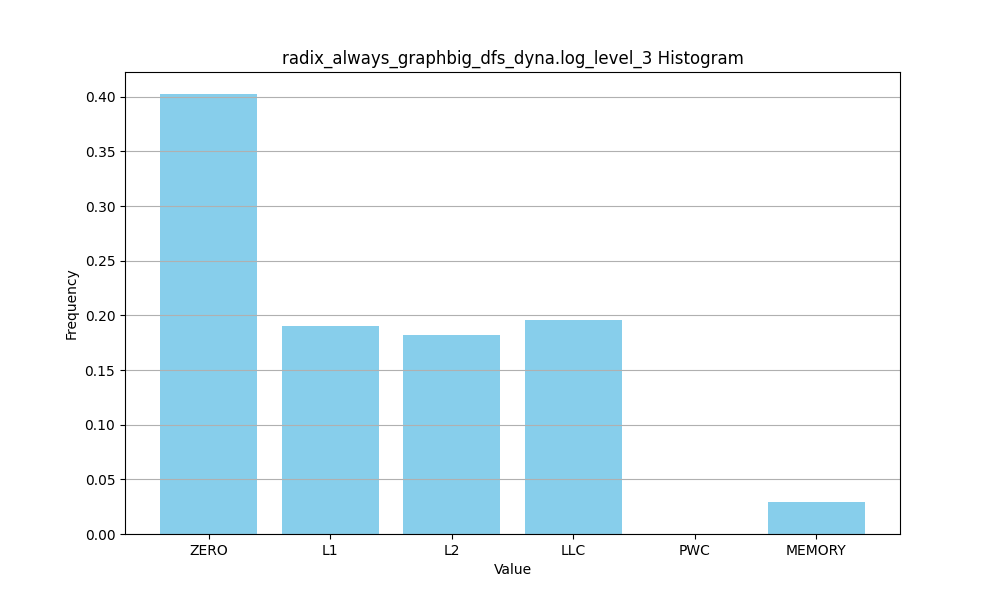 radix_always_graphbig_dfs_dyna.log_level_3 Histogram
Frequency
0.40
0.35
0.30
0.25
0.20
0.15
0.10
0.05
0.00
ZERO L1 L2 LLC PWC MEMORY
Value